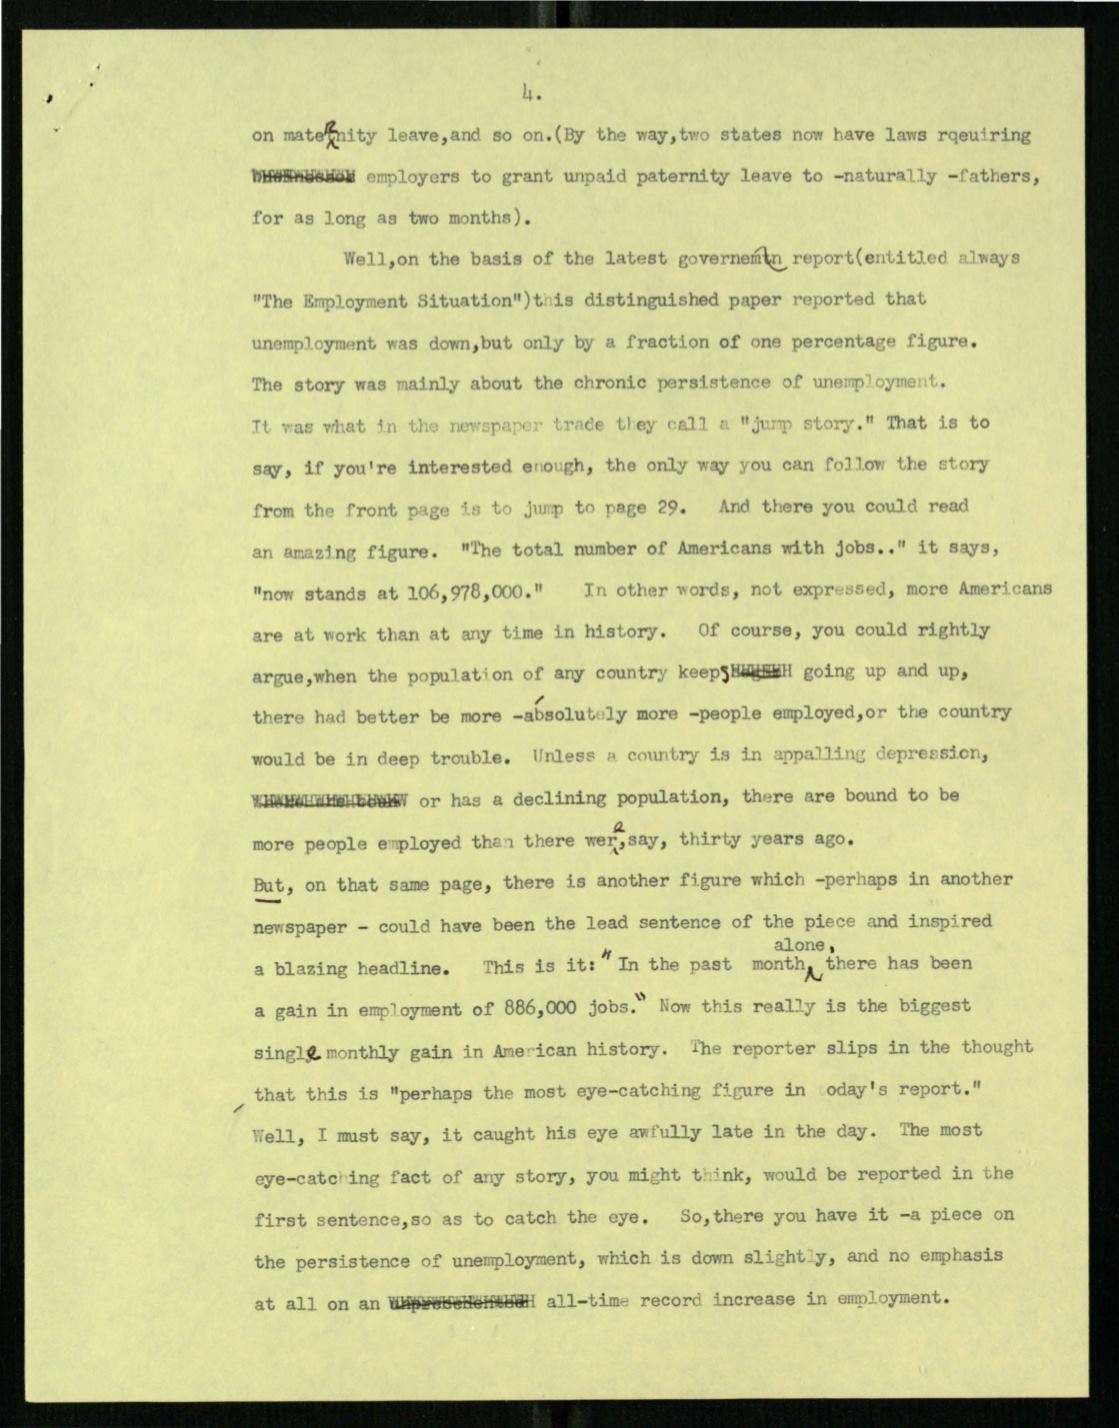 4.
on maternity leave,and so on.(By the way,two states now have laws rqeuiring
employers to grant unpaid paternity leave to -naturally -fathers,
for as long as two months).
Well,on the basis of the latest governemtn report(entitled always
"The Employment Situation")this distinguished paper reported that
unemployment was down,but only by a fraction of one percentage figure.
The story was mainly about the chronic persistence of unemployment.
It was what in the newspaper trade they call a "jump story." That is to
say, if you're interested enough, the only way you can follow the story
from the front page is to jump to page 29. And there you could read
an amazing figure. "The total number of Americans with jobs.." it says,
"now stands at 106,978,000." In other words, not expressed, more Americans
are at work than at any time in history. Of course, you could rightly
argue,when the population of any country keeps going up and up,
there had better be more -absolutely more -people employed,or the country
would be in deep trouble. Unless a country is in appalling depression,
or has a declining population, there are bound to be
more people employed than there were,say, thirty years ago.
But, on that same page, there is another figure which -perhaps in another
newspaper - could have been the lead sentence of the piece and inspired
a blazing headline. This is it:" In the past month alone, there has been
a gain in employment of 886,000 jobs." Now this really is the biggest
single monthly gain in American history. The reporter slips in the thought
that this is "perhaps the most eye-catching figure in oday's report."
Well, I must say, it caught his eye awfully late in the day. The most
eye-catching fact of any story, you might think, would be reported in the
first sentence,so as to catch the eye. So,there you have it -a piece on
the persistence of unemployment, which is down slightly, and no emphasis
at all on an all-time record increase in employment.